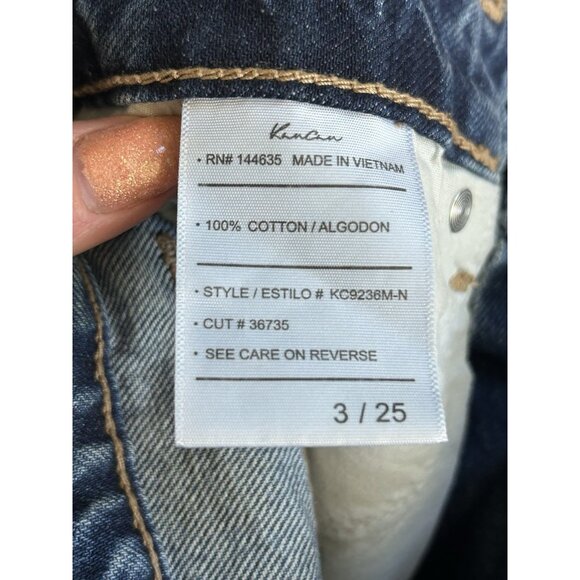 KanCan
• RN# 144635 MADE IN VIETNAM
• 100% COTTON / ALGODON
• STYLE / ESTILO # KC9236M-N
• CUT # 36735
• SEE CARE ON REVERSE
3 / 25